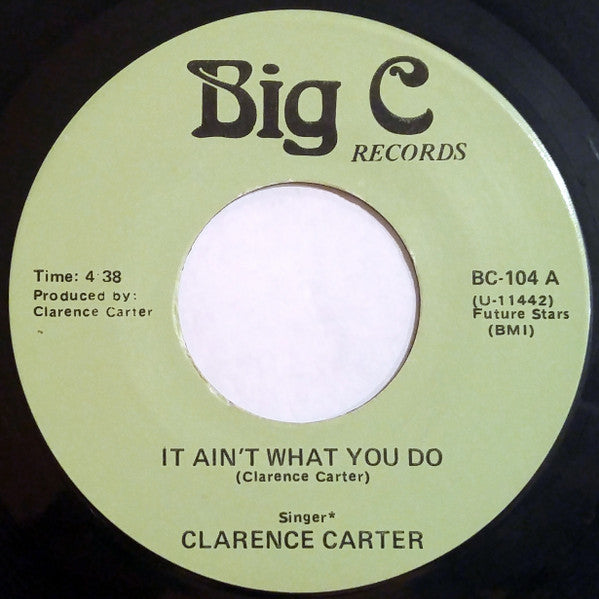 Big C
RECORDS
Time: 4:38
Produced by:
Clarence Carter
BC-104 A
(U-11442)
Future Stars
(BMI)
IT AIN'T WHAT YOU DO
(Clarence Carter)
Singer*
CLARENCE CARTER